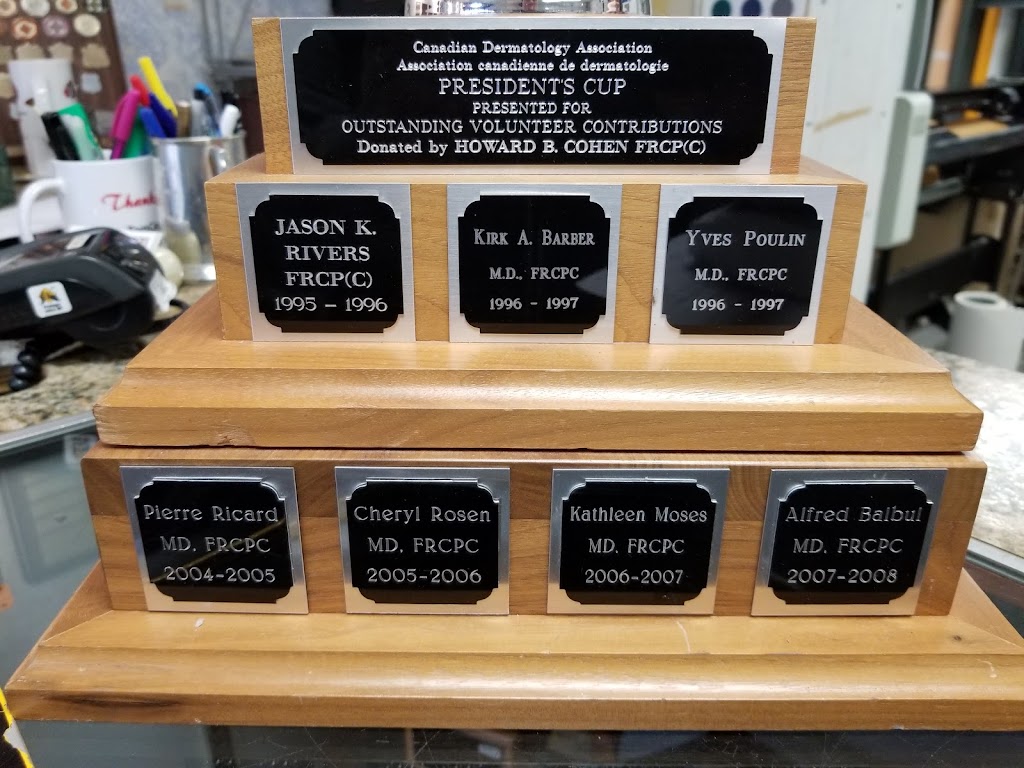 Canadian Dermatology Association
Association canadienne de dermatologie
PRESIDENT'S CUP
PRESENTED FOR
OUTSTANDING VOLUNTEER CONTRIBUTIONS
Donated by HOWARD B. COHEN FRCP(C)
JASON K.
RIVERS
FRCP(C)
1995 – 1996
KIRK A. BARBER
M.D., FRCPC
1996 - 1997
YVES POULIN
M.D., FRCPC
1996 - 1997
Pierre Ricard
MD, FRCPC
2004-2005
Cheryl Rosen
MD, FRCPC
2005-2006
Kathleen Moses
MD, FRCPC
2006-2007
Alfred Balbul
MD, FRCPC
2007-2008